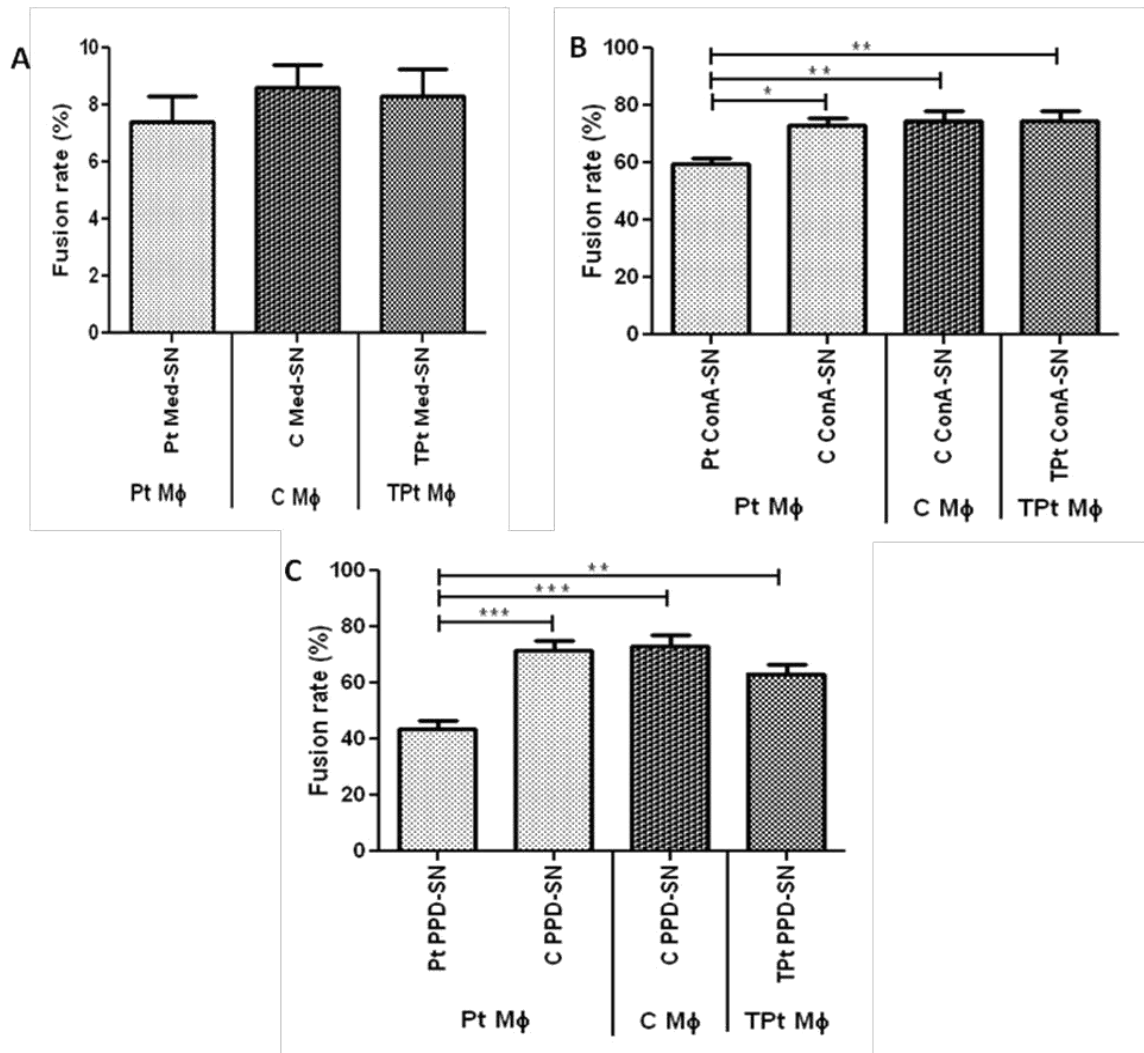 A
Fusion rate (%)
10
8
6
4
2
0
Pt Med-SN
C Med-SN
TPt Med-SN
Pt Mϕ
C Mϕ
TPt Mϕ
B
Fusion rate (%)
100
80
60
40
20
0
**
**
*
Pt ConA-SN
C ConA-SN
C ConA-SN
TPt ConA-SN
Pt Mϕ
C Mϕ
TPt Mϕ
C
Fusion rate (%)
100
80
60
40
20
0
**
***
***
Pt PPD-SN
C PPD-SN
C PPD-SN
TPt PPD-SN
Pt Mϕ
C Mϕ
TPt Mϕ